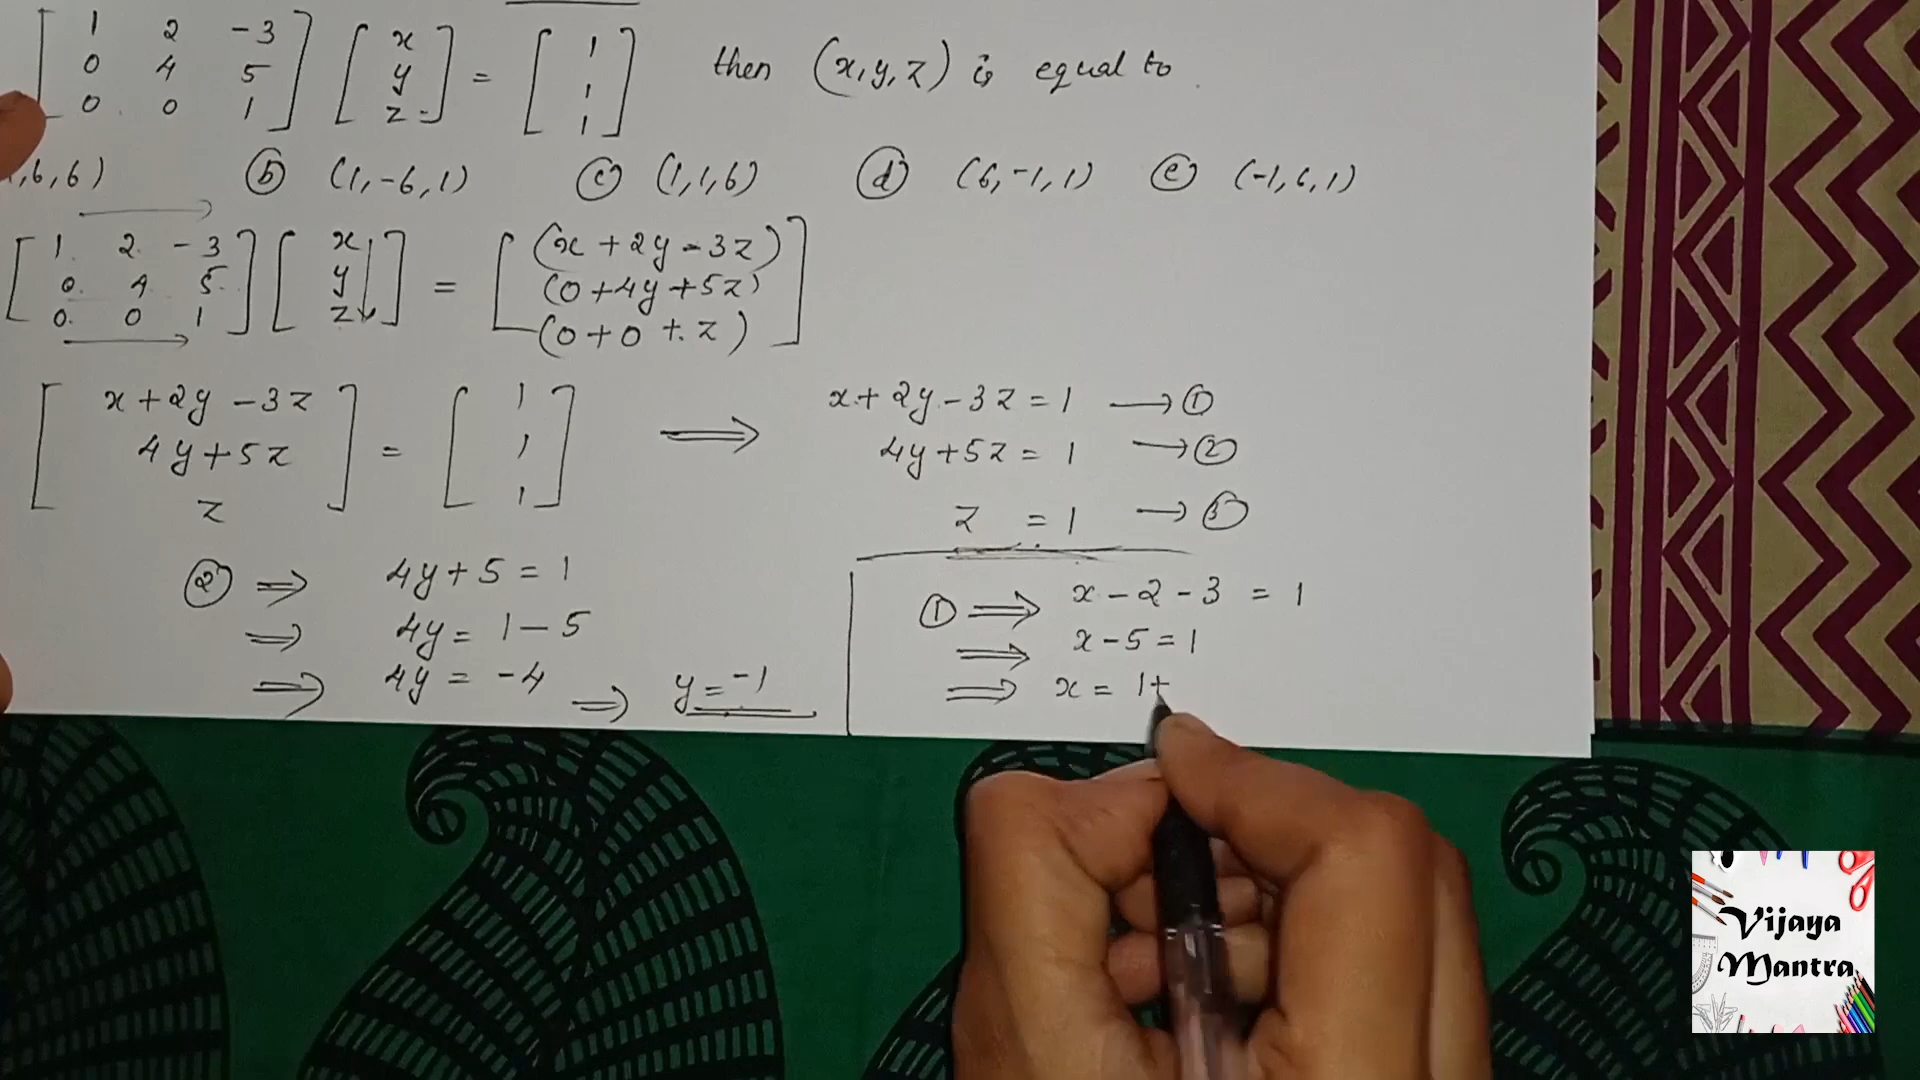 [ 1 2 -3 ] [ x ] = [ 1 ] then (x, y, z) is equal to
0 4 5 y 1
0 0 1 z 1
,6,6) (b) (1,-6,1) (c) (1,1,6) (d) (6,-1,1) (e) (-1,6,1)
[ 1 2 -3 ] [ x ] = [ (x+2y-3z) ]
0 4 5 y (0+4y+5z)
0 0 1 z (0+0+z)
[ x+2y-3z ] = [ 1 ] ⟹ x+2y-3z=1 → ①
4y+5z 1 4y+5z=1 → ②
z 1 z =1 → ③
② ⟹ 4y+5=1
⟹ 4y=1-5
⟹ 4y=-4 ⟹ y=-1
① ⟹ x-2-3=1
⟹ x-5=1
⟹ x=1+
Vijaya
Mantra